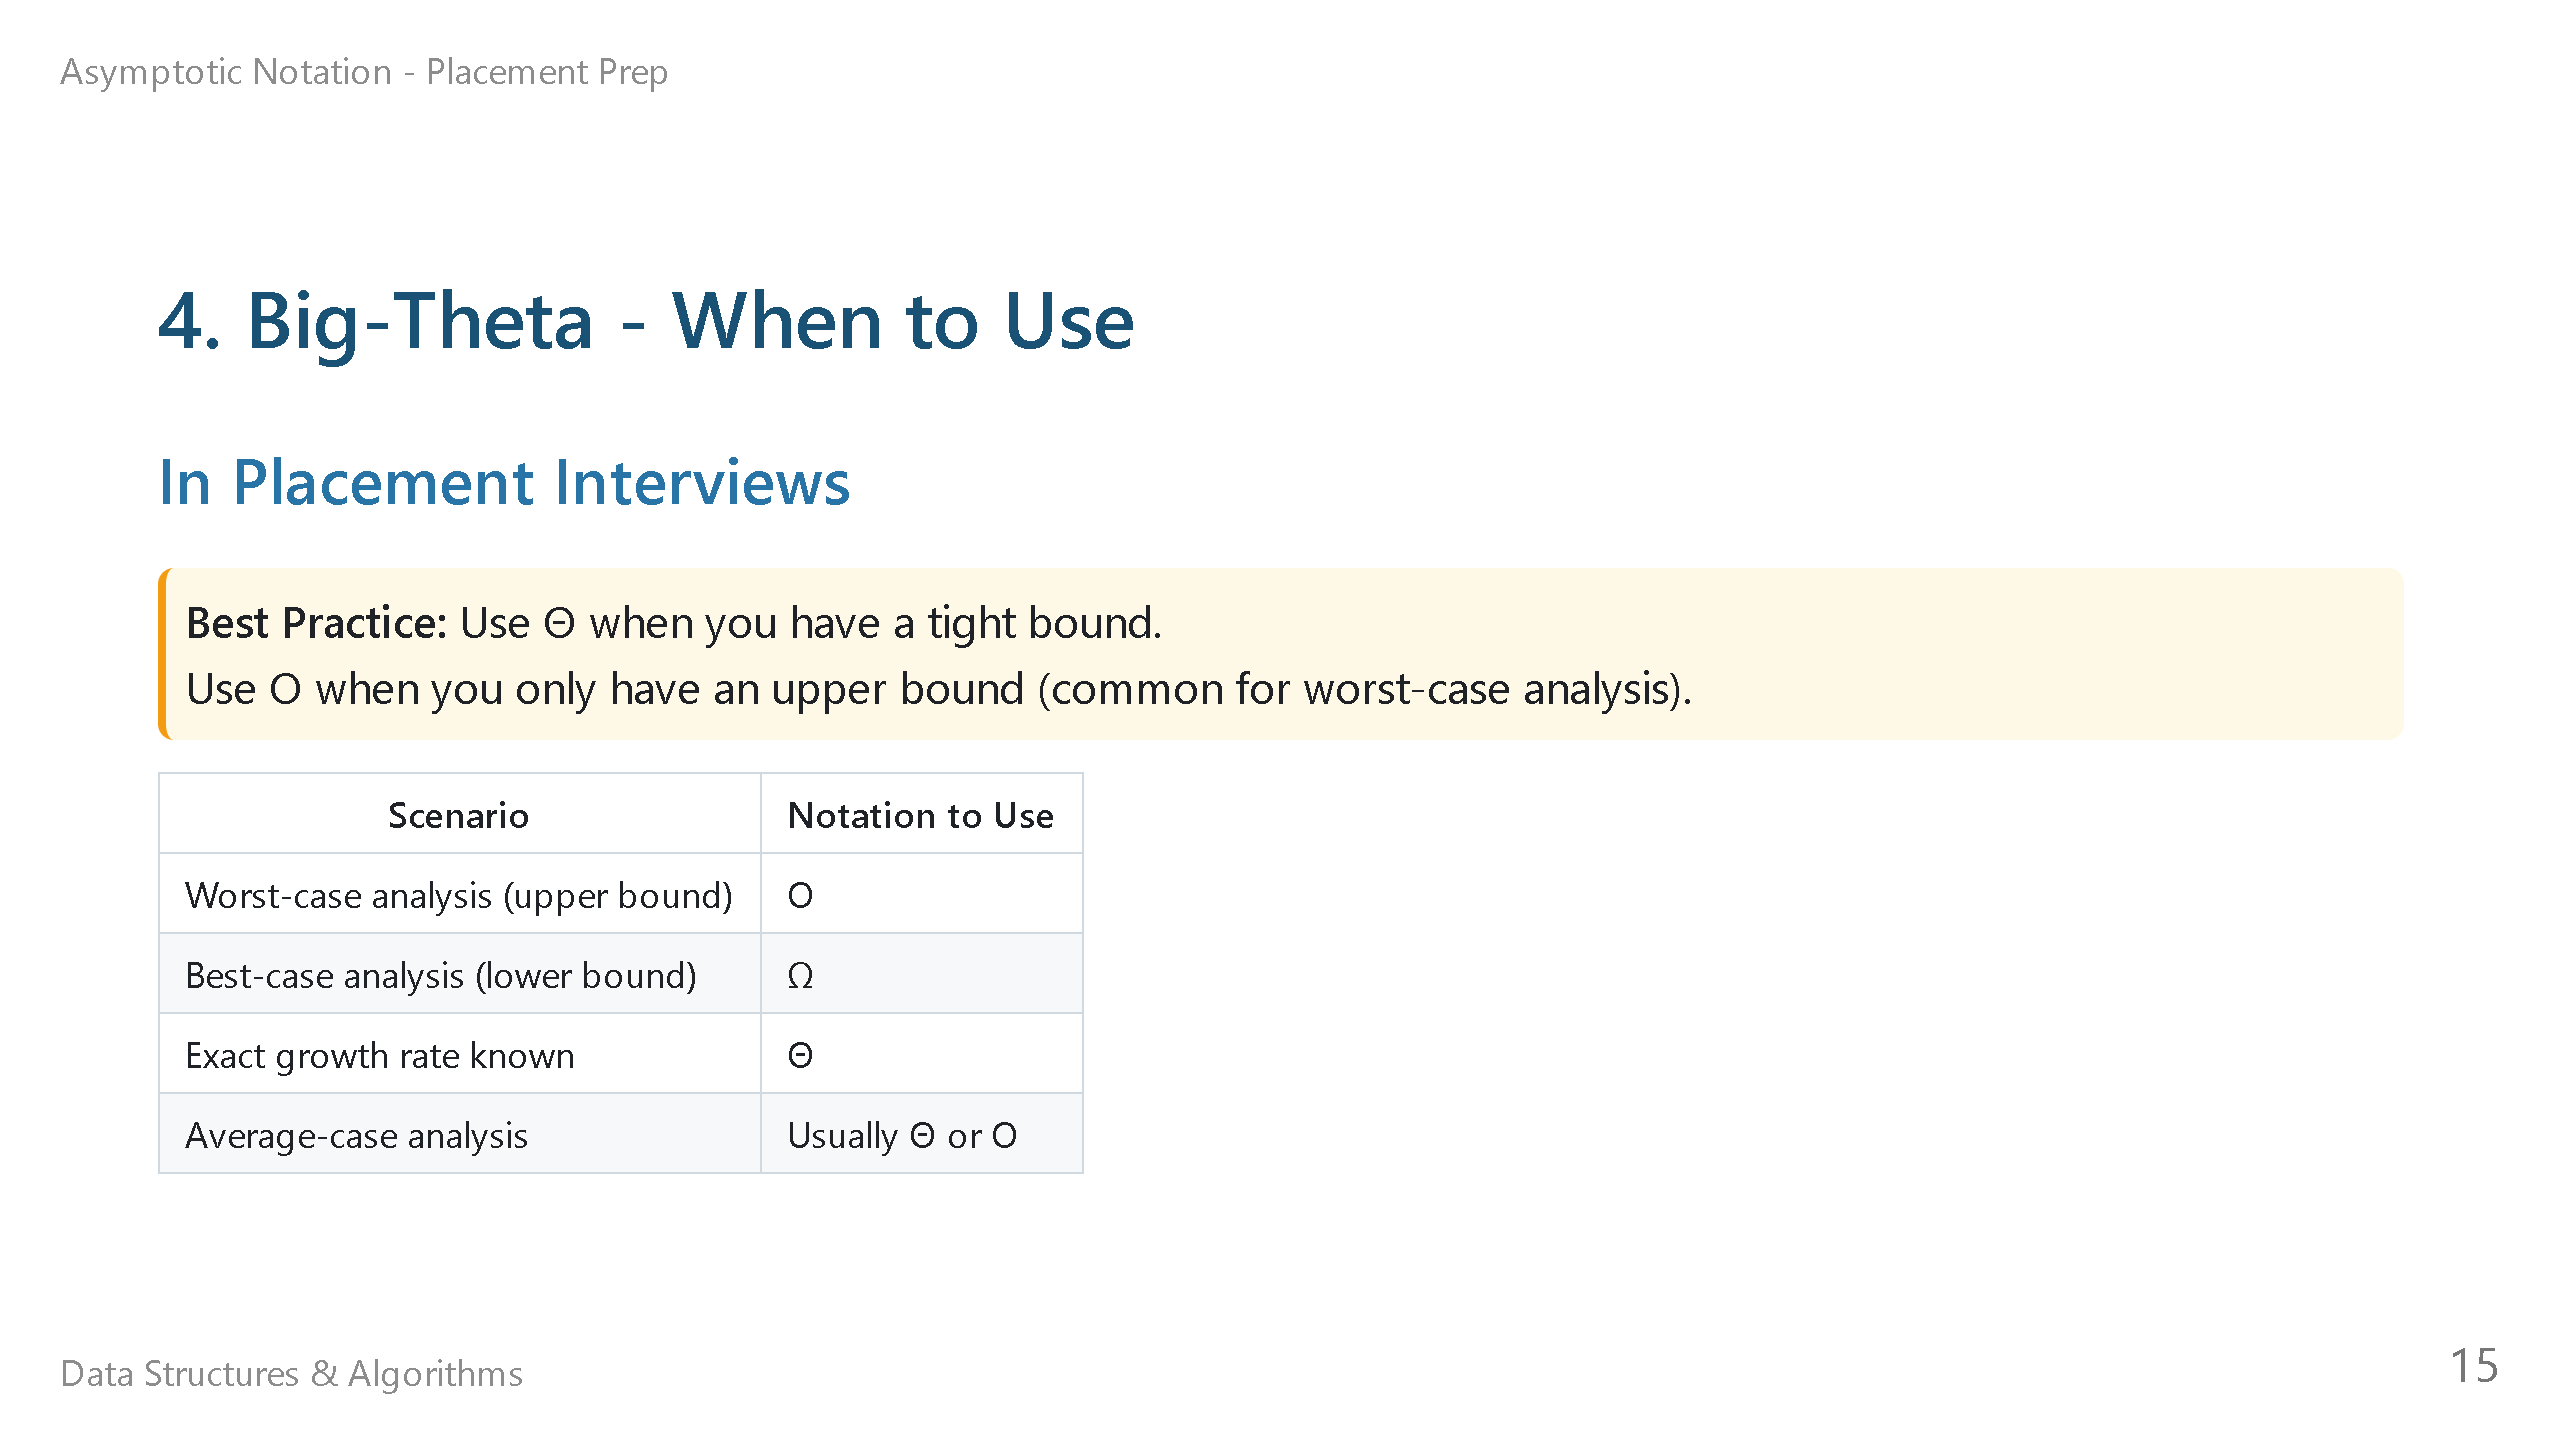 Asymptotic Notation - Placement Prep
4. Big-Theta - When to Use
In Placement Interviews
Best Practice: Use Θ when you have a tight bound.
Use O when you only have an upper bound (common for worst-case analysis).
Scenario Notation to Use
Worst-case analysis (upper bound) O
Best-case analysis (lower bound) Ω
Exact growth rate known Θ
Average-case analysis Usually Θ or O
Data Structures & Algorithms
15